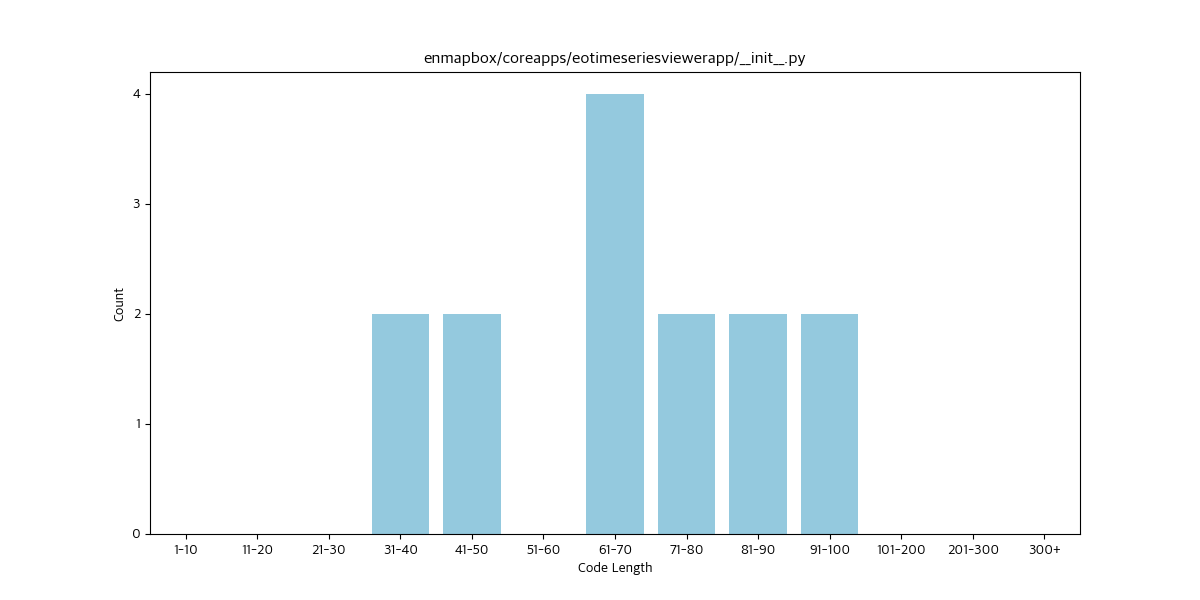 enmapbox/coreapps/eotimeseriesviewerapp/__init__.py
4
3
2
1
0
Count
1-10 11-20 21-30 31-40 41-50 51-60 61-70 71-80 81-90 91-100 101-200 201-300 300+
Code Length